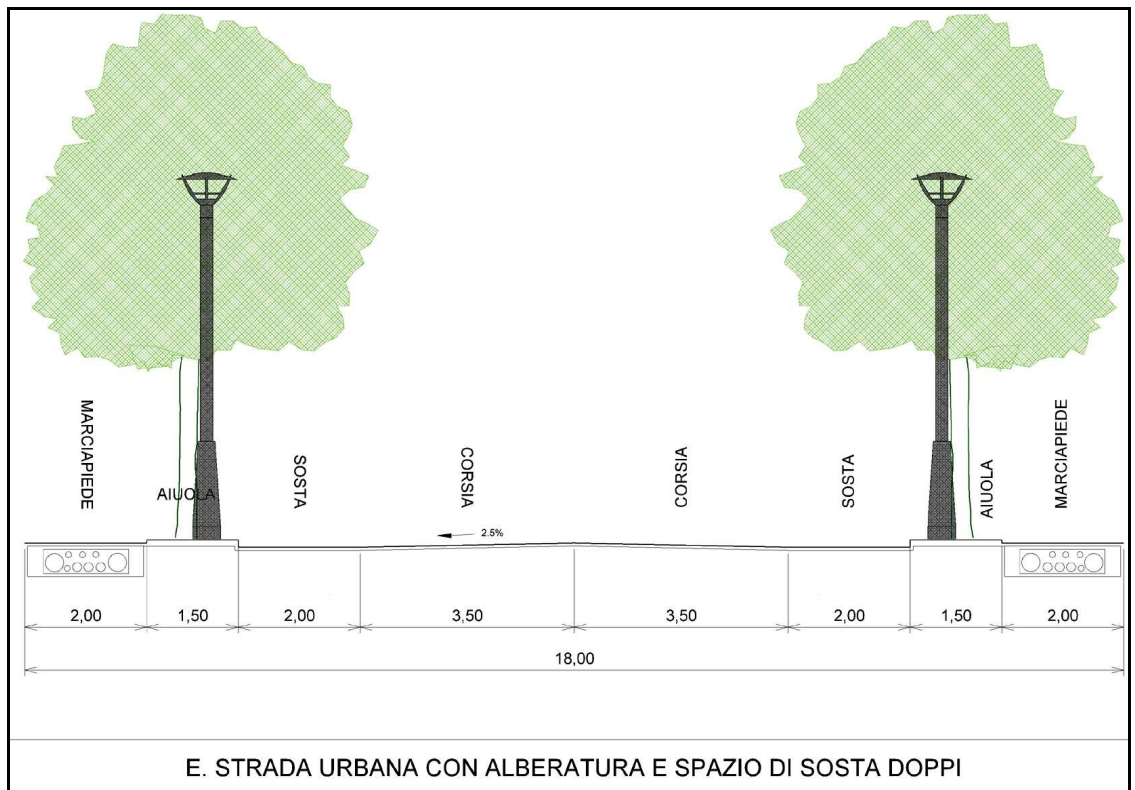 MARCIAPIEDE
AIUOLA
SOSTA
CORSIA
CORSIA
SOSTA
AIUOLA
MARCIAPIEDE
2.5%
2,00
1,50
2,00
3,50
3,50
2,00
1,50
2,00
18,00
E. STRADA URBANA CON ALBERATURA E SPAZIO DI SOSTA DOPPI